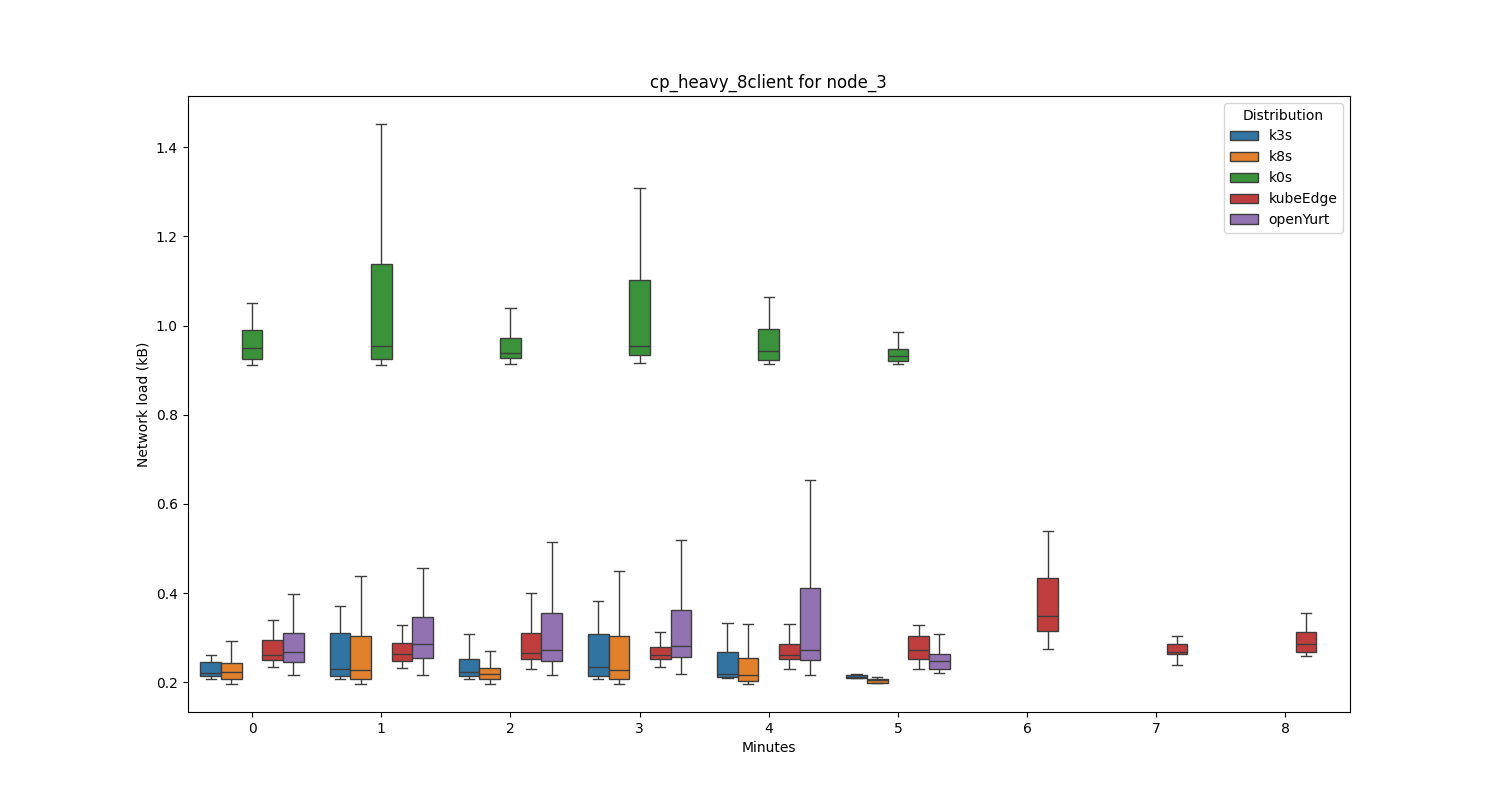 cp_heavy_8client for node_3
Distribution
k3s
k8s
k0s
kubeEdge
openYurt
Network load (kB)
1.4
1.2
1.0
0.8
0.6
0.4
0.2
0 1 2 3 4 5 6 7 8
Minutes